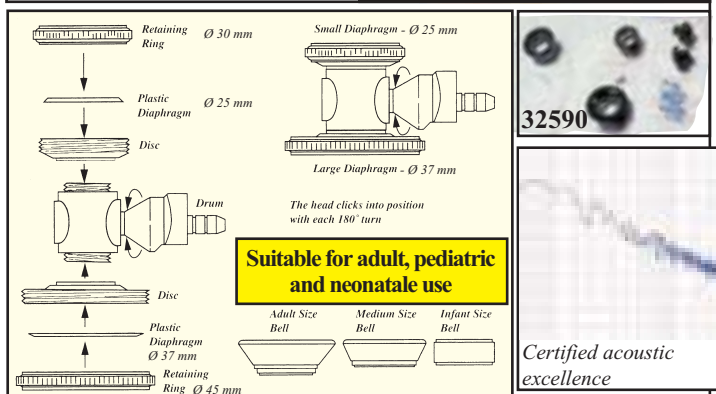 Retaining
Ring
Ø 30 mm
Plastic
Diaphragm
Ø 25 mm
Disc
Drum
Disc
Plastic
Diaphragm
Ø 37 mm
Retaining
Ring Ø 45 mm
Small Diaphragm - Ø 25 mm
Large Diaphragm - Ø 37 mm
The head clicks into position
with each 180° turn
Suitable for adult, pediatric
and neonatale use
Adult Size
Bell
Medium Size
Bell
Infant Size
Bell
32590
Certified acoustic
excellence